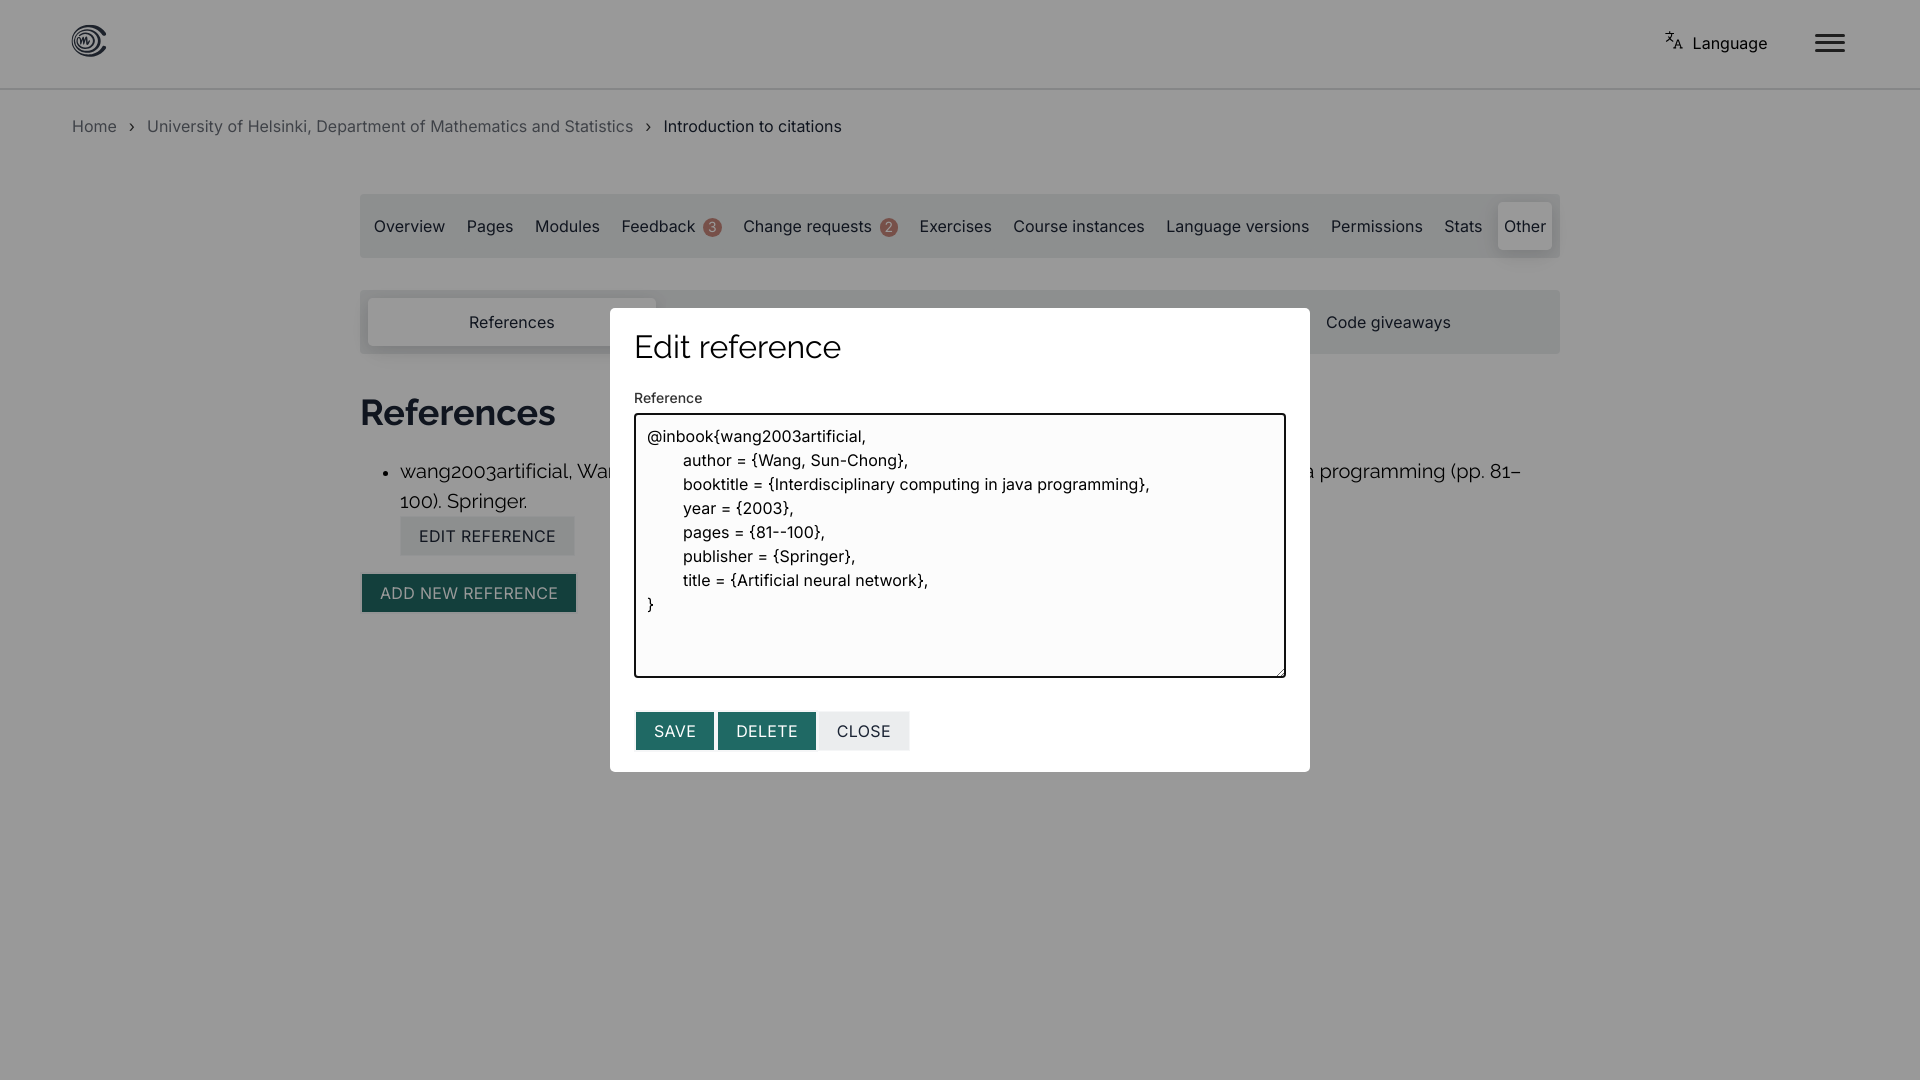 Language
Home › University of Helsinki, Department of Mathematics and Statistics › Introduction to citations
Overview Pages Modules Feedback 3 Change requests 2 Exercises Course instances Language versions Permissions Stats Other
References Code giveaways
References
wang2003artificial, programming (pp. 81–
100). Springer.
EDIT REFERENCE
ADD NEW REFERENCE
Edit reference
Reference
@inbook{wang2003artificial,
author = {Wang, Sun-Chong},
booktitle = {Interdisciplinary computing in java programming},
year = {2003},
pages = {81--100},
publisher = {Springer},
title = {Artificial neural network},
}
SAVE DELETE CLOSE